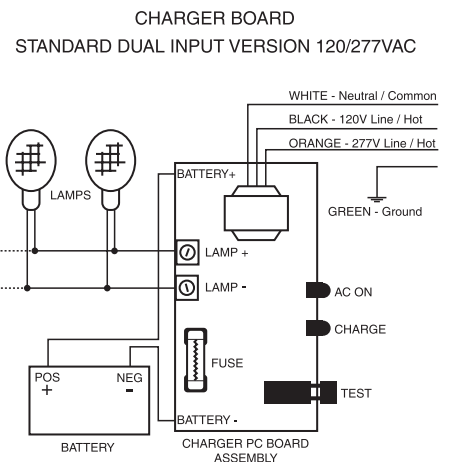 CHARGER BOARD
STANDARD DUAL INPUT VERSION 120/277VAC
WHITE - Neutral / Common
BLACK - 120V Line / Hot
ORANGE - 277V Line / Hot
BATTERY+
LAMPS
GREEN - Ground
LAMP +
LAMP -
AC ON
CHARGE
FUSE
POS
+
NEG
-
TEST
BATTERY -
BATTERY
CHARGER PC BOARD
ASSEMBLY